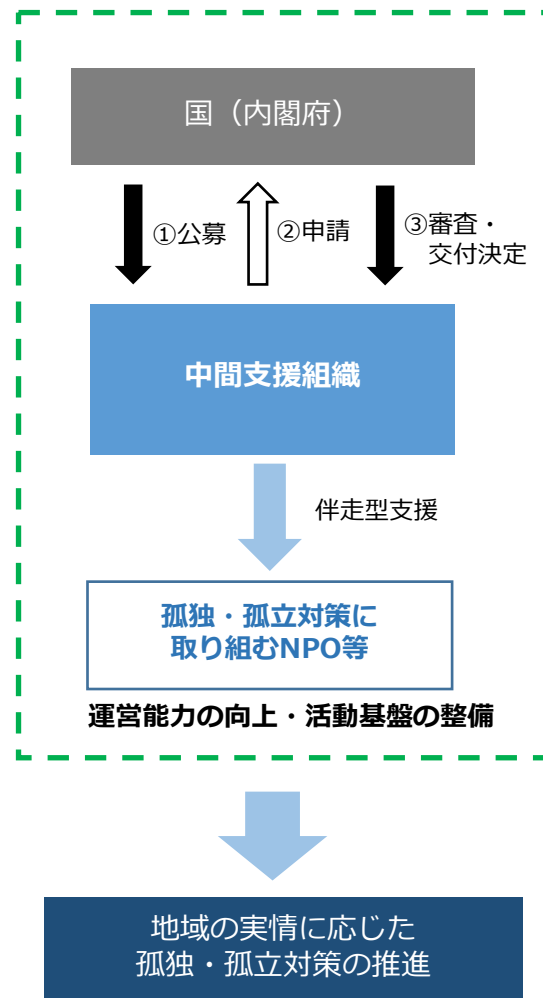 国（内閣府）
①公募
②申請
③審査・
交付決定
中間支援組織
伴走型支援
孤独・孤立対策に
取り組むNPO等
運営能力の向上・活動基盤の整備
地域の実情に応じた
孤独・孤立対策の推進